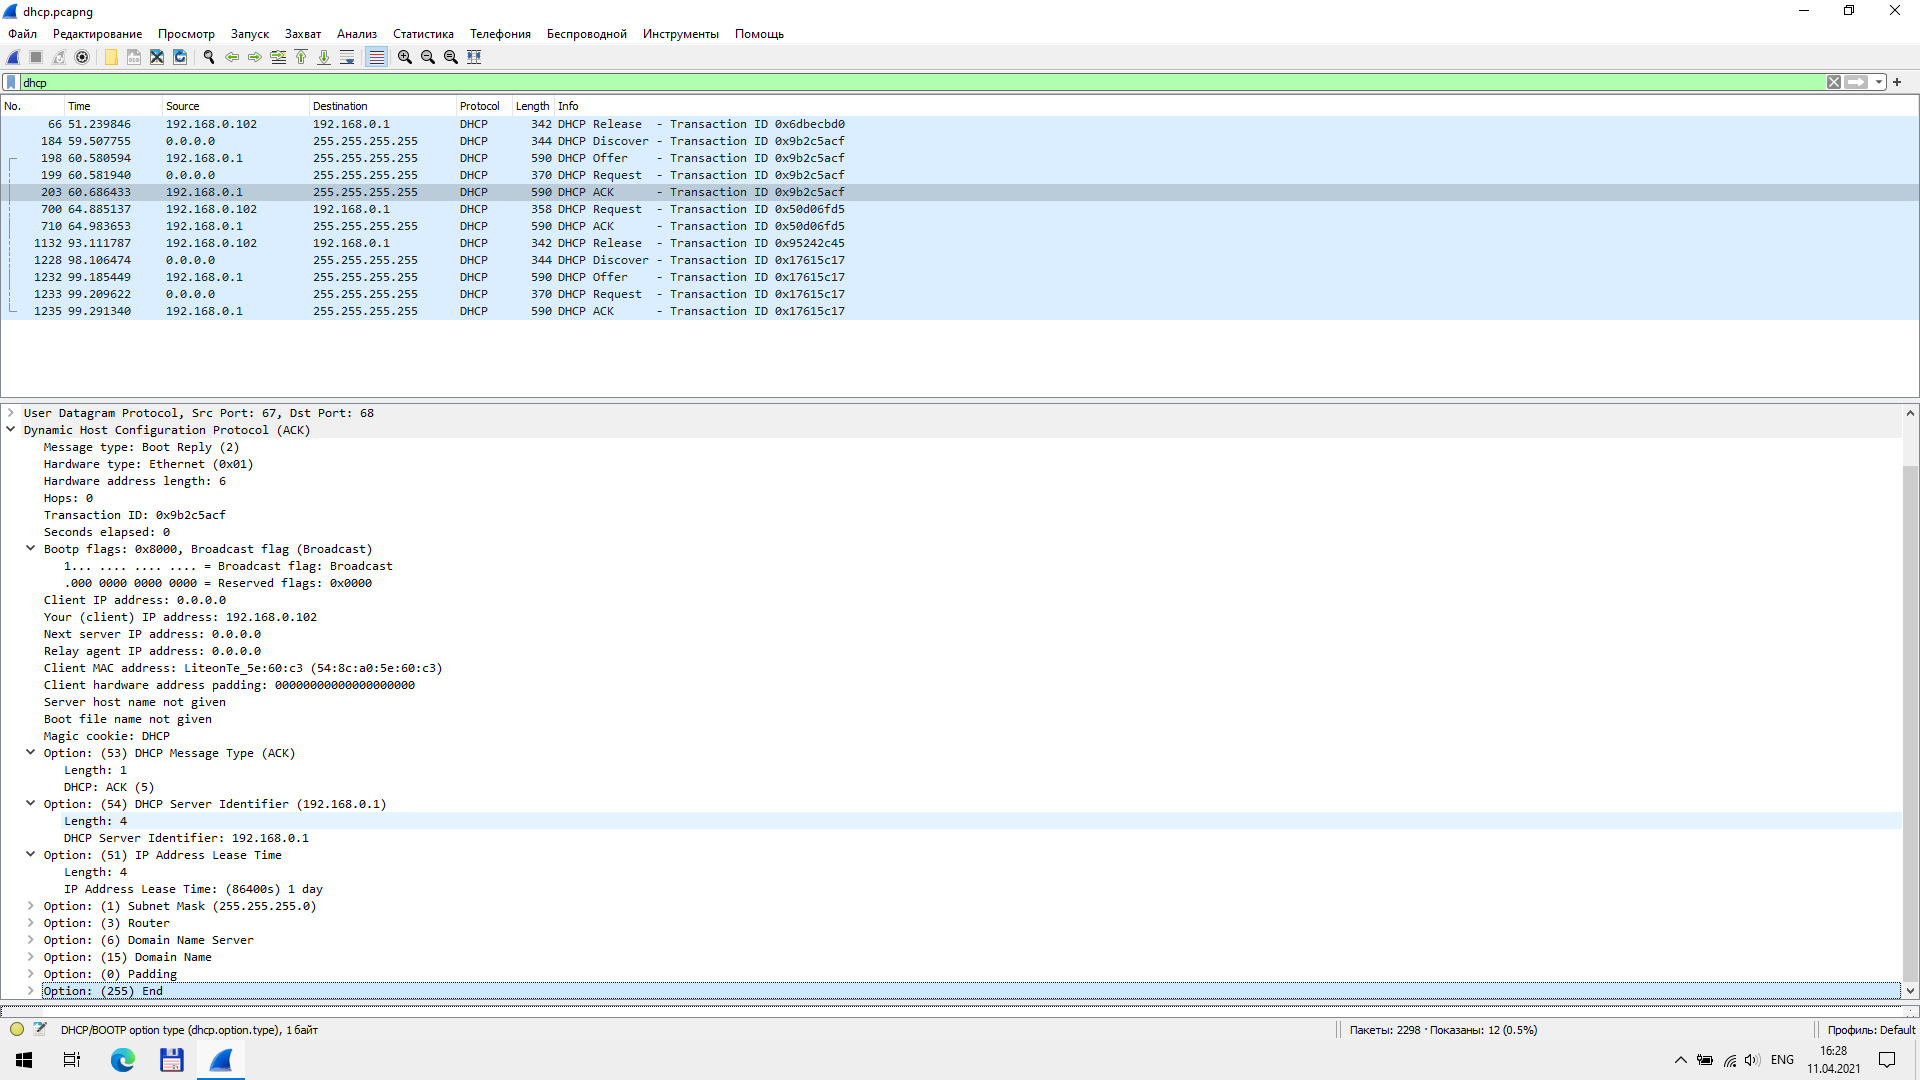 dhcp.pcapng
Файл Редактирование Просмотр Запуск Захват Анализ Статистика Телефония Беспроводной Инструменты Помощь
dhcp
No. Time Source Destination Protocol Length Info
66 51.239846 192.168.0.102 192.168.0.1 DHCP 342 DHCP Release - Transaction ID 0x6dbecbd0
184 59.507755 0.0.0.0 255.255.255.255 DHCP 344 DHCP Discover - Transaction ID 0x9b2c5acf
198 60.580594 192.168.0.1 255.255.255.255 DHCP 590 DHCP Offer - Transaction ID 0x9b2c5acf
199 60.581940 0.0.0.0 255.255.255.255 DHCP 370 DHCP Request - Transaction ID 0x9b2c5acf
203 60.686433 192.168.0.1 255.255.255.255 DHCP 590 DHCP ACK - Transaction ID 0x9b2c5acf
700 64.885137 192.168.0.102 192.168.0.1 DHCP 358 DHCP Request - Transaction ID 0x50d06fd5
710 64.983653 192.168.0.1 255.255.255.255 DHCP 590 DHCP ACK - Transaction ID 0x50d06fd5
1132 93.111787 192.168.0.102 192.168.0.1 DHCP 342 DHCP Release - Transaction ID 0x95242c45
1228 98.106474 0.0.0.0 255.255.255.255 DHCP 344 DHCP Discover - Transaction ID 0x17615c17
1232 99.185449 192.168.0.1 255.255.255.255 DHCP 590 DHCP Offer - Transaction ID 0x17615c17
1233 99.209622 0.0.0.0 255.255.255.255 DHCP 370 DHCP Request - Transaction ID 0x17615c17
1235 99.291340 192.168.0.1 255.255.255.255 DHCP 590 DHCP ACK - Transaction ID 0x17615c17
User Datagram Protocol, Src Port: 67, Dst Port: 68
Dynamic Host Configuration Protocol (ACK)
Message type: Boot Reply (2)
Hardware type: Ethernet (0x01)
Hardware address length: 6
Hops: 0
Transaction ID: 0x9b2c5acf
Seconds elapsed: 0
Bootp flags: 0x8000, Broadcast flag (Broadcast)
1... .... .... .... = Broadcast flag: Broadcast
.000 0000 0000 0000 = Reserved flags: 0x0000
Client IP address: 0.0.0.0
Your (client) IP address: 192.168.0.102
Next server IP address: 0.0.0.0
Relay agent IP address: 0.0.0.0
Client MAC address: LiteonTe_5e:60:c3 (54:8c:a0:5e:60:c3)
Client hardware address padding: 00000000000000000000
Server host name not given
Boot file name not given
Magic cookie: DHCP
Option: (53) DHCP Message Type (ACK)
Length: 1
DHCP: ACK (5)
Option: (54) DHCP Server Identifier (192.168.0.1)
Length: 4
DHCP Server Identifier: 192.168.0.1
Option: (51) IP Address Lease Time
Length: 4
IP Address Lease Time: (86400s) 1 day
Option: (1) Subnet Mask (255.255.255.0)
Option: (3) Router
Option: (6) Domain Name Server
Option: (15) Domain Name
Option: (0) Padding
Option: (255) End
DHCP/BOOTP option type (dhcp.option.type), 1 байт Пакеты: 2298 · Показаны: 12 (0.5%) Профиль: Default
ENG 16:28
11.04.2021